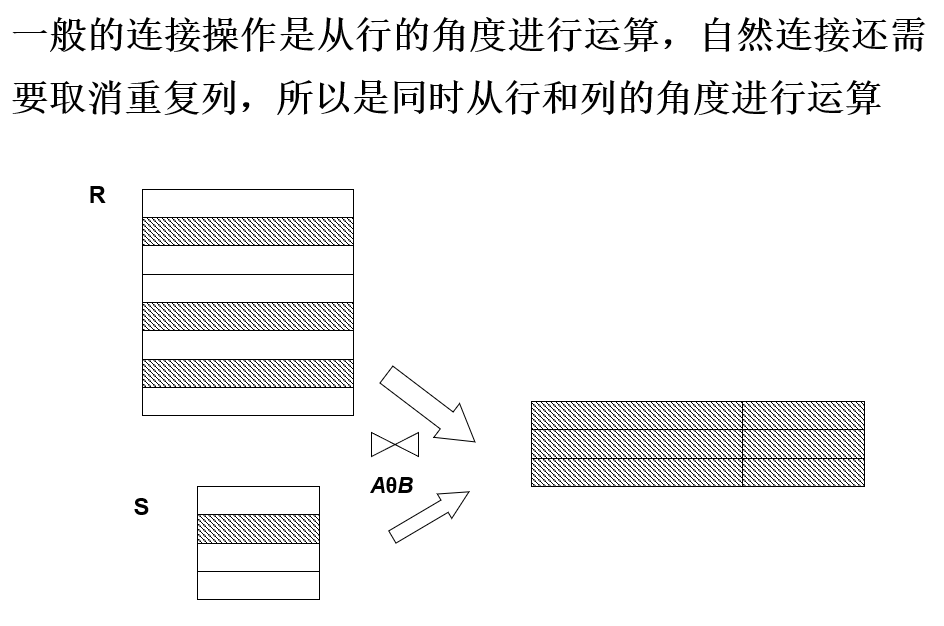 一般的连接操作是从行的角度进行运算，自然连接还需
要取消重复列，所以是同时从行和列的角度进行运算
R
AθB
S